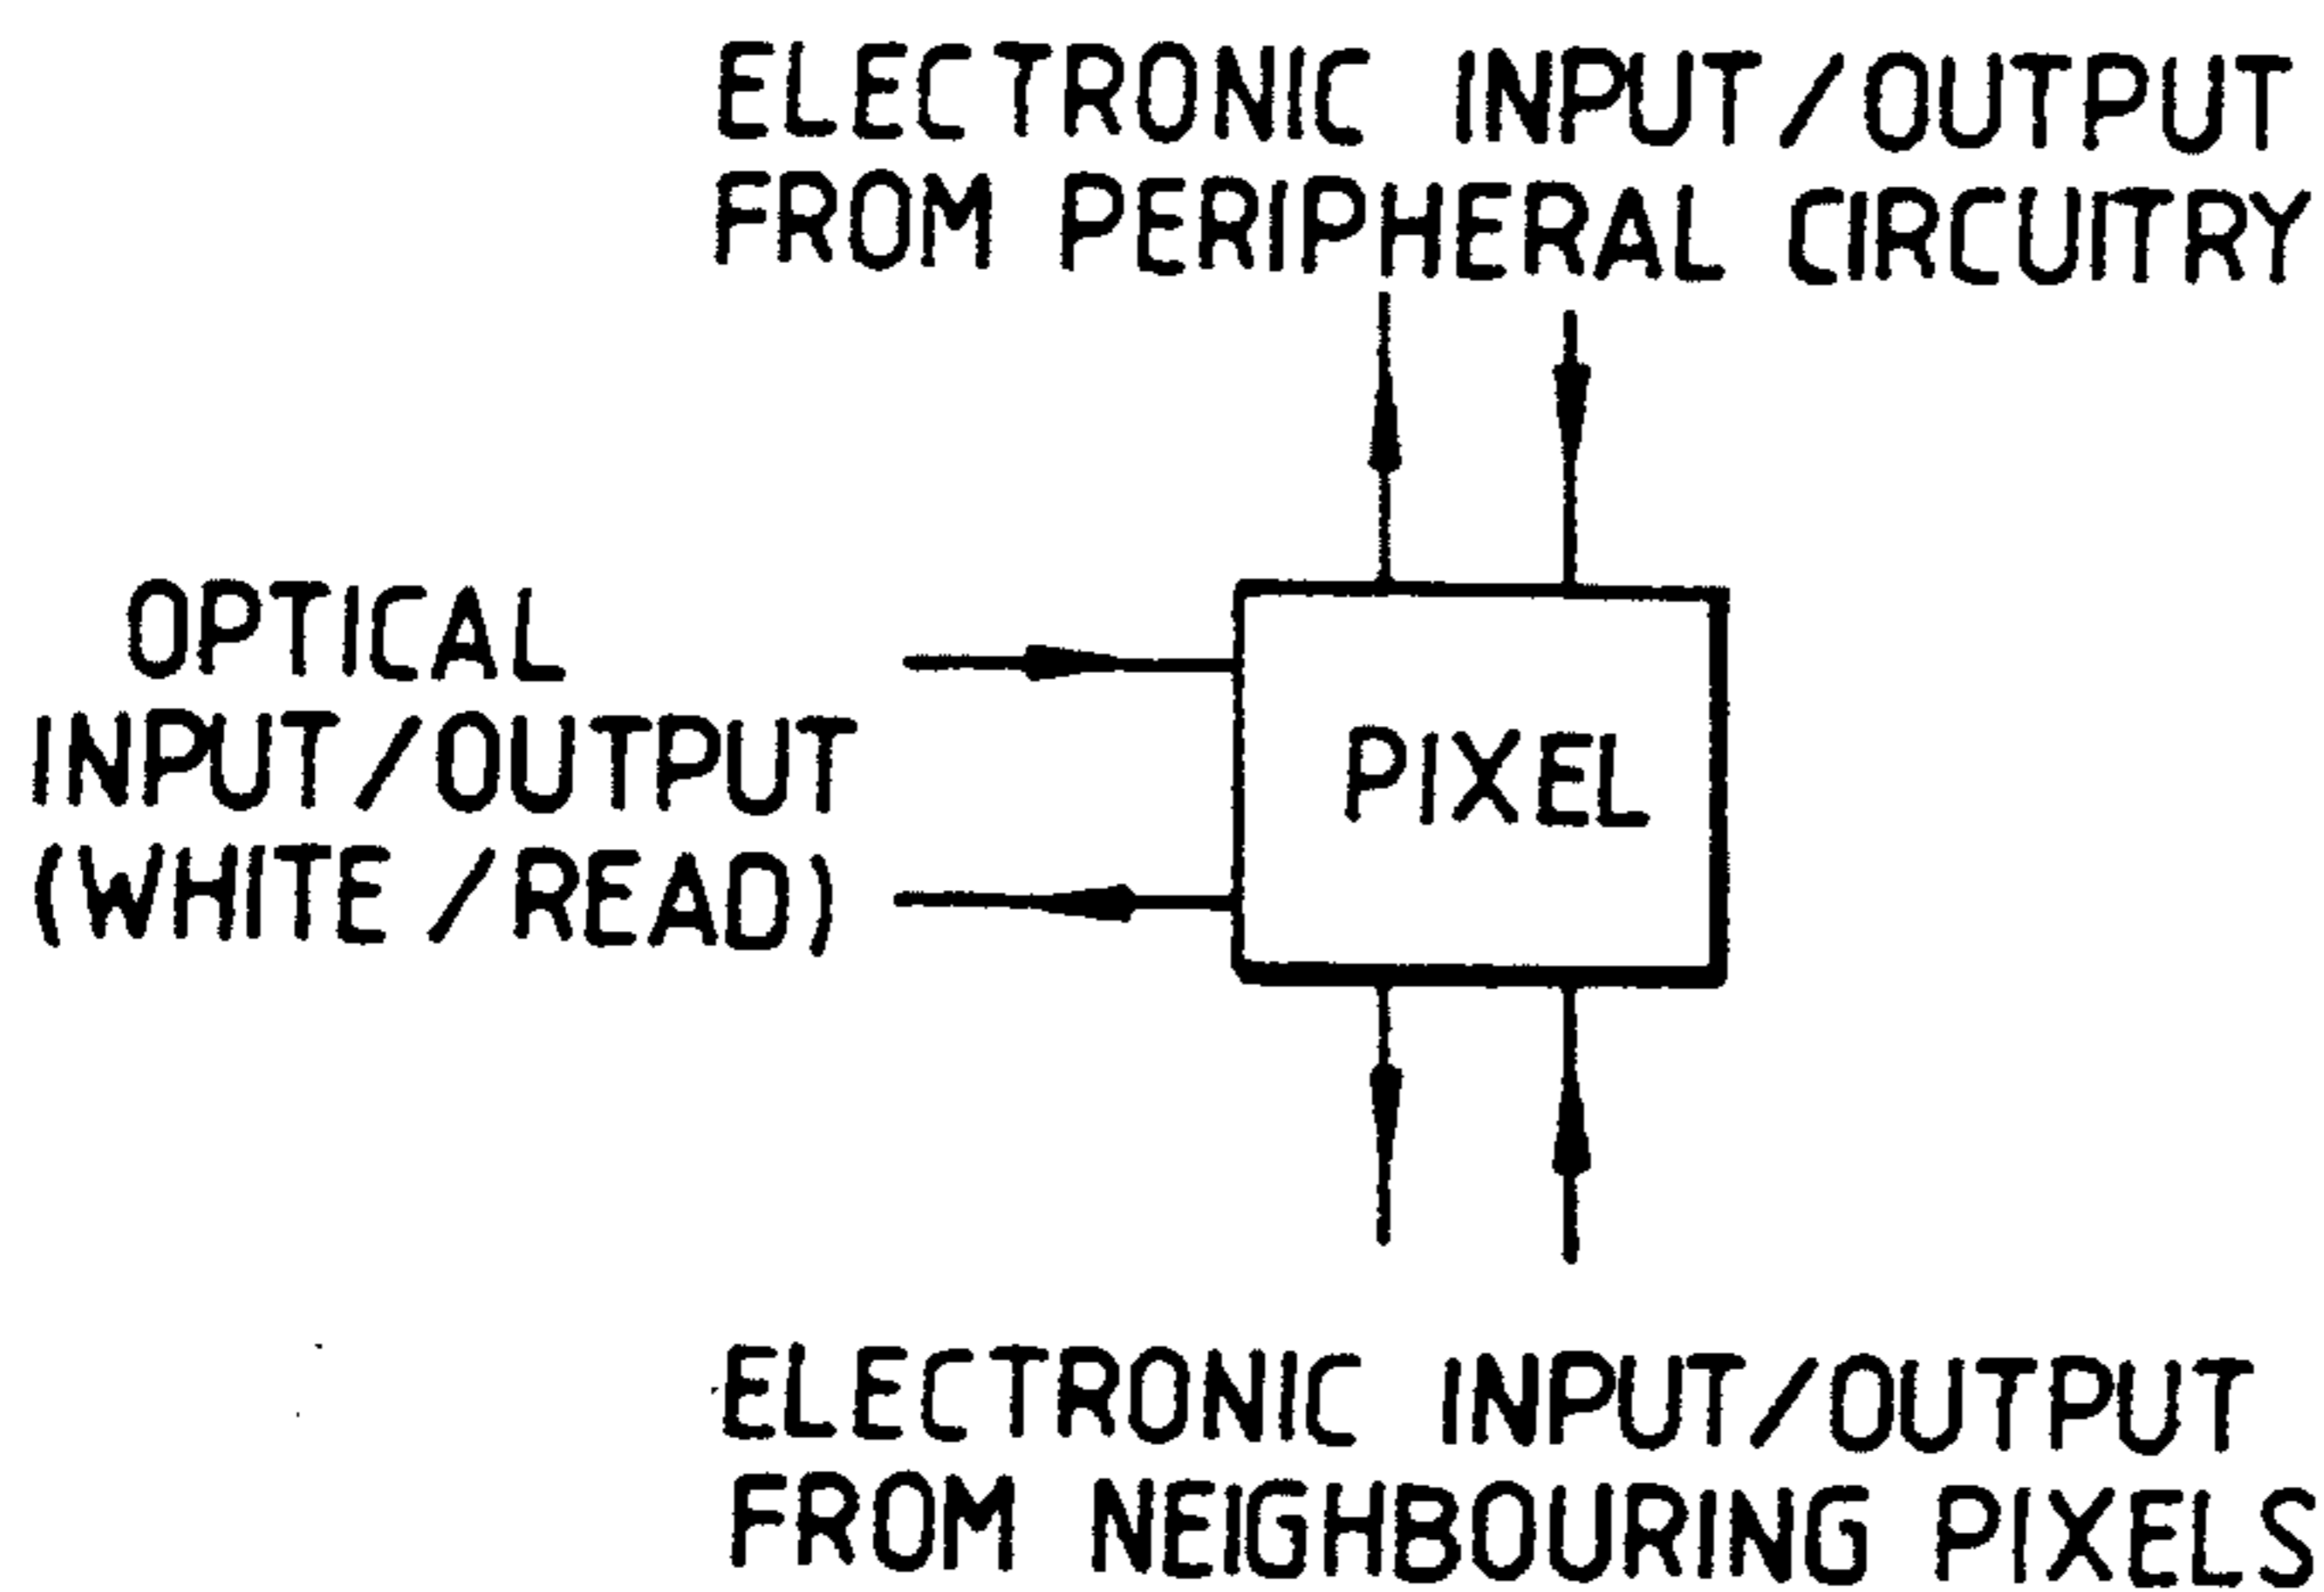 ELECTRONIC INPUT/OUTPUT
FROM PERIPHERAL CIRCUITRY
OPTICAL
INPUT/OUTPUT
(WHITE/READ)
PIXEL
ELECTRONIC INPUT/OUTPUT
FROM NEIGHBOURING PIXELS